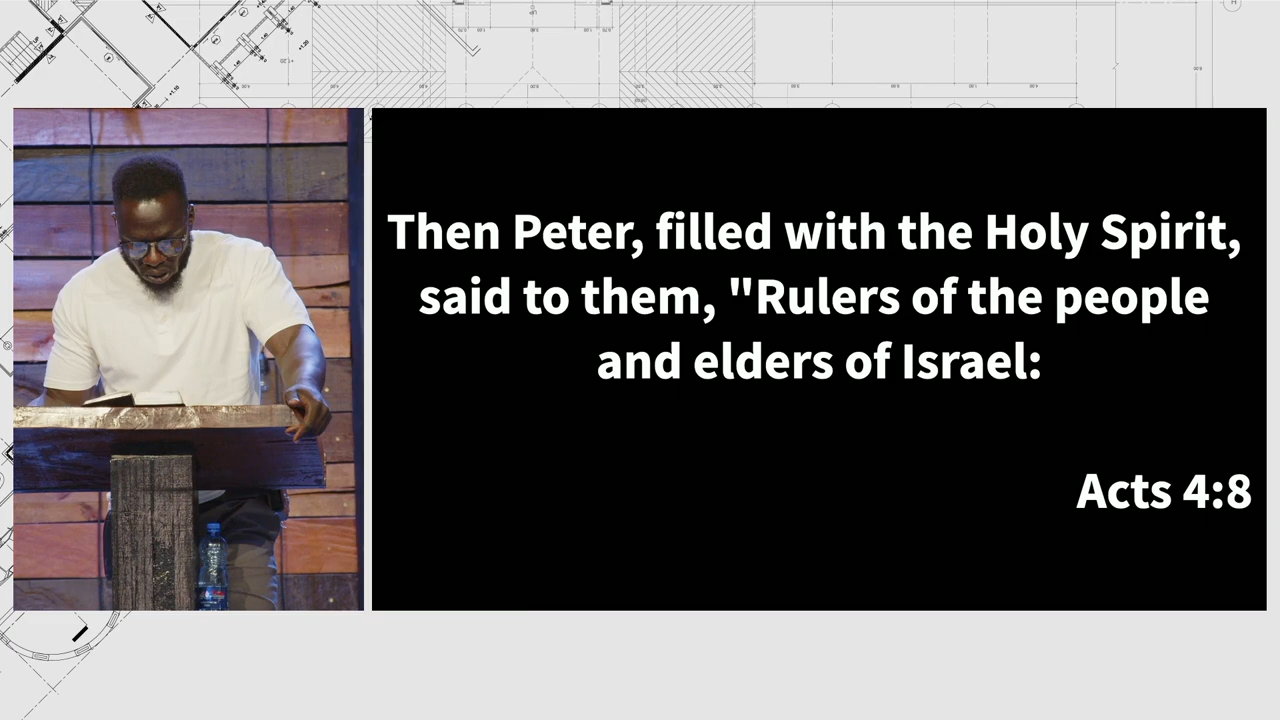 Then Peter, filled with the Holy Spirit,
said to them, "Rulers of the people
and elders of Israel:
Acts 4:8